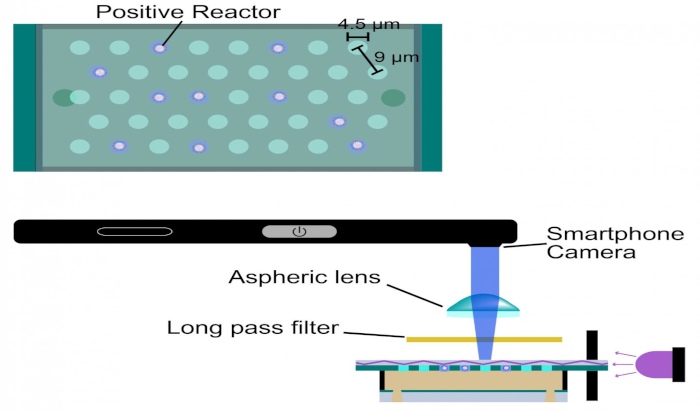 Positive Reactor
4.5 µm
9 µm
Smartphone
Camera
Aspheric lens
Long pass filter